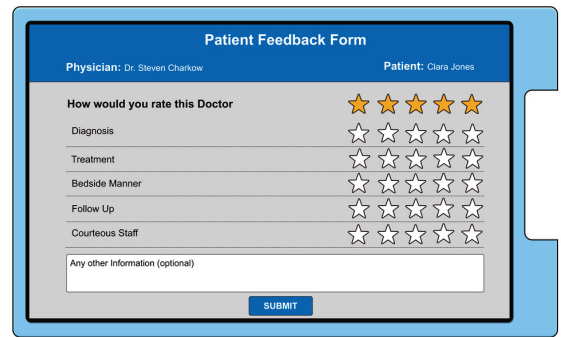 Patient Feedback Form
Physician: Dr. Steven Charkow Patient: Clara Jones
How would you rate this Doctor
Diagnosis
Treatment
Bedside Manner
Follow Up
Courteous Staff
Any other Information (optional)
SUBMIT